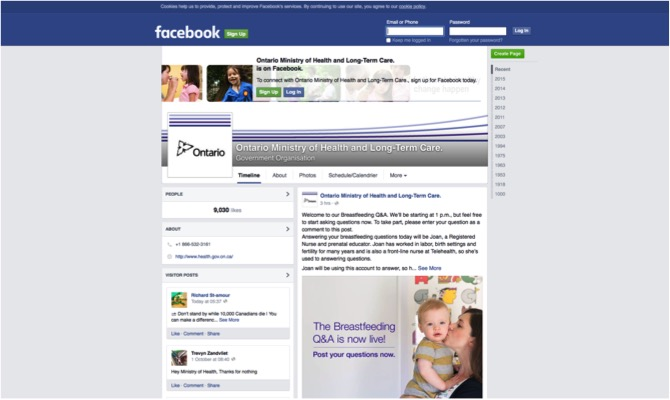 Cookies help us to provide, protect and improve Facebook's services. By continuing to use our site, you agree to our cookie policy.
facebook
Sign Up
Email or Phone
Password
Log In
Keep me logged in
Forgotten your password?
Ontario Ministry of Health and Long-Term Care.
is on Facebook.
To connect with Ontario Ministry of Health and Long-Term Care., sign up for Facebook today.
Sign Up
Log In
change happen
Create Page
Recent
2015
2014
2013
2012
2011
2007
2003
1994
1975
1993
1918
1000
Ontario
Ontario Ministry of Health and Long-Term Care.
Government Organisation
Timeline
About
Photos
Schedule/Calendrier
More
PEOPLE
9,030 likes
ABOUT
http://www.health.gov.on.ca/
VISITOR POSTS
Richard St-amour
Today at 03:37
Don't stand by while 10,000 Canadians die ! You
can make a differenc... See More
Like · Comment · Share
Trevyn Zandvliet
1 October at 08:40
Hey Ministry of Health, Thanks for nothing
Like · Comment · Share
Ontario Ministry of Health and Long-Term Care.
3 hrs
Welcome to our Breastfeeding Q&A. We'll be starting at 1 p.m., but feel free
to start asking questions now. To take part, please enter your question as a
comment to this post.
Answering your breastfeeding questions today will be Joan, a Registered
Nurse and prenatal educator. Joan has worked in labor, birth settings and
fertility for many years and is also a front-line nurse at Telehealth, so she's
used to answering questions.
Joan will be using this account to answer, so h... See More
The Breastfeeding
Q&A is now live!
Post your questions now.